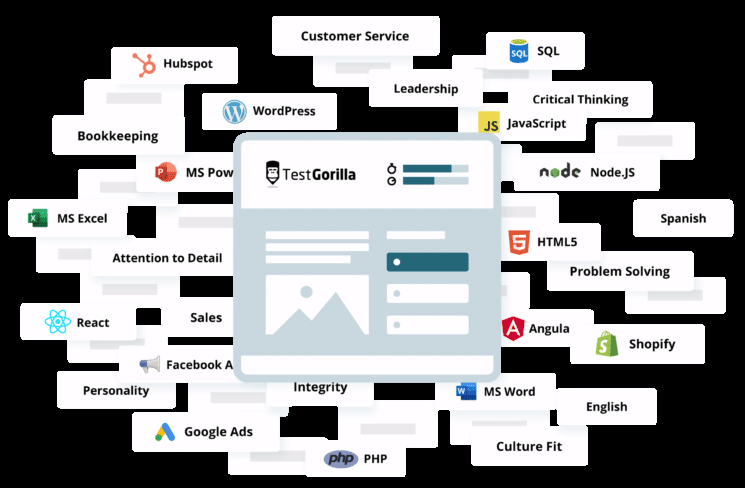 Customer Service
SQL
Hubspot
Leadership
Critical Thinking
WordPress
JS JavaScript
Bookkeeping
MS Pow
TestGorilla
node Node.JS
MS Excel
Spanish
HTML5
Attention to Detail
Problem Solving
React
Sales
Angula
Shopify
Facebook A
Personality
Integrity
MS Word
English
Google Ads
Culture Fit
php PHP